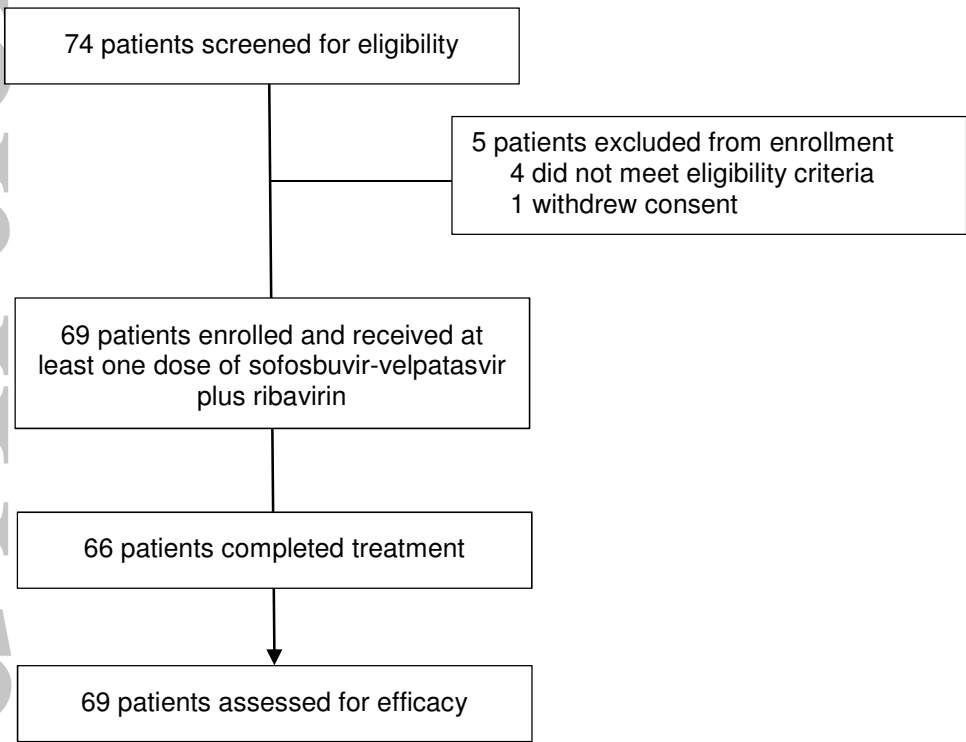 74 patients screened for eligibility
5 patients excluded from enrollment
4 did not meet eligibility criteria
1 withdrew consent
69 patients enrolled and received at
least one dose of sofosbuvir-velpatasvir
plus ribavirin
66 patients completed treatment
69 patients assessed for efficacy